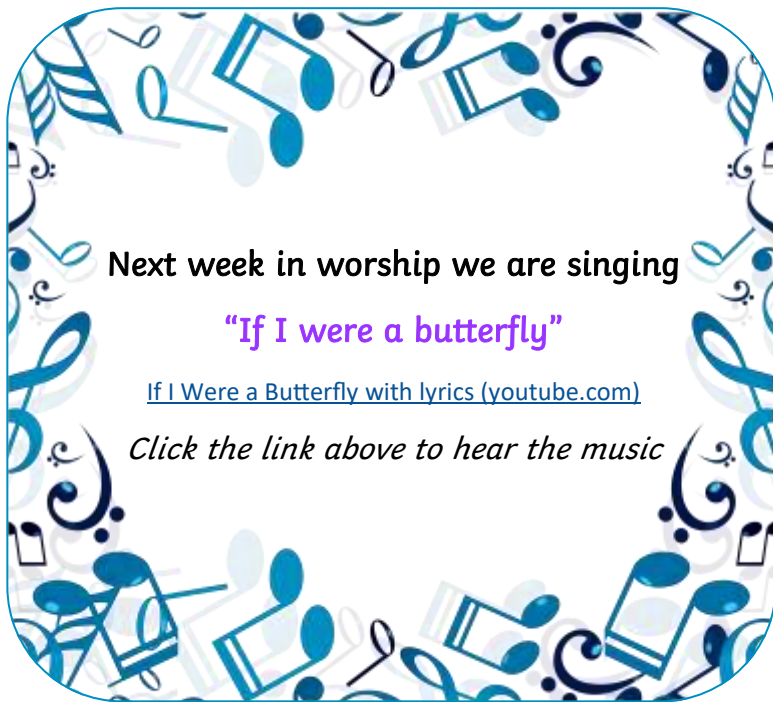 Next week in worship we are singing
“If I were a butterfly”
If I Were a Butterfly with lyrics (youtube.com)
Click the link above to hear the music